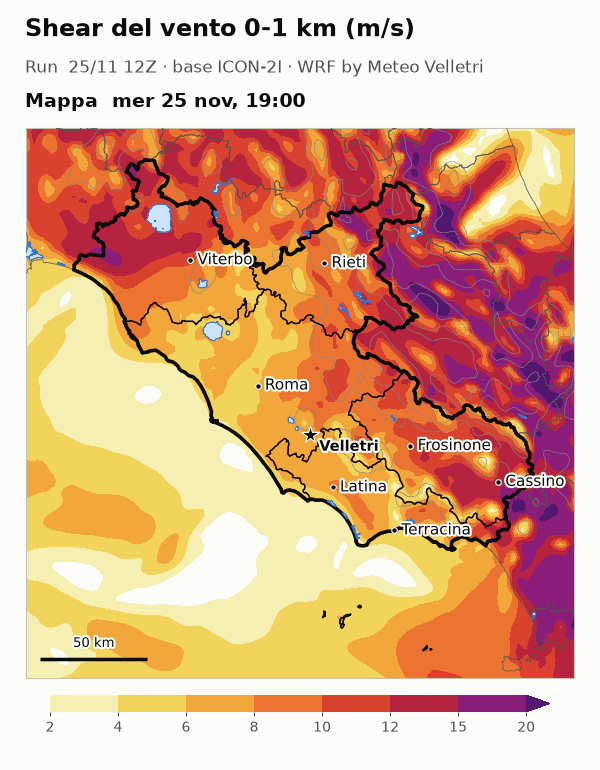 Shear del vento 0-1 km (m/s)
Run  25/11 12Z · base ICON-2I · WRF by Meteo Velletri
Mappa  mer 25 nov, 19:00
Viterbo
Rieti
Roma
Velletri
Frosinone
Latina
Cassino
Terracina
50 km
2 4 6 8 10 12 15 20